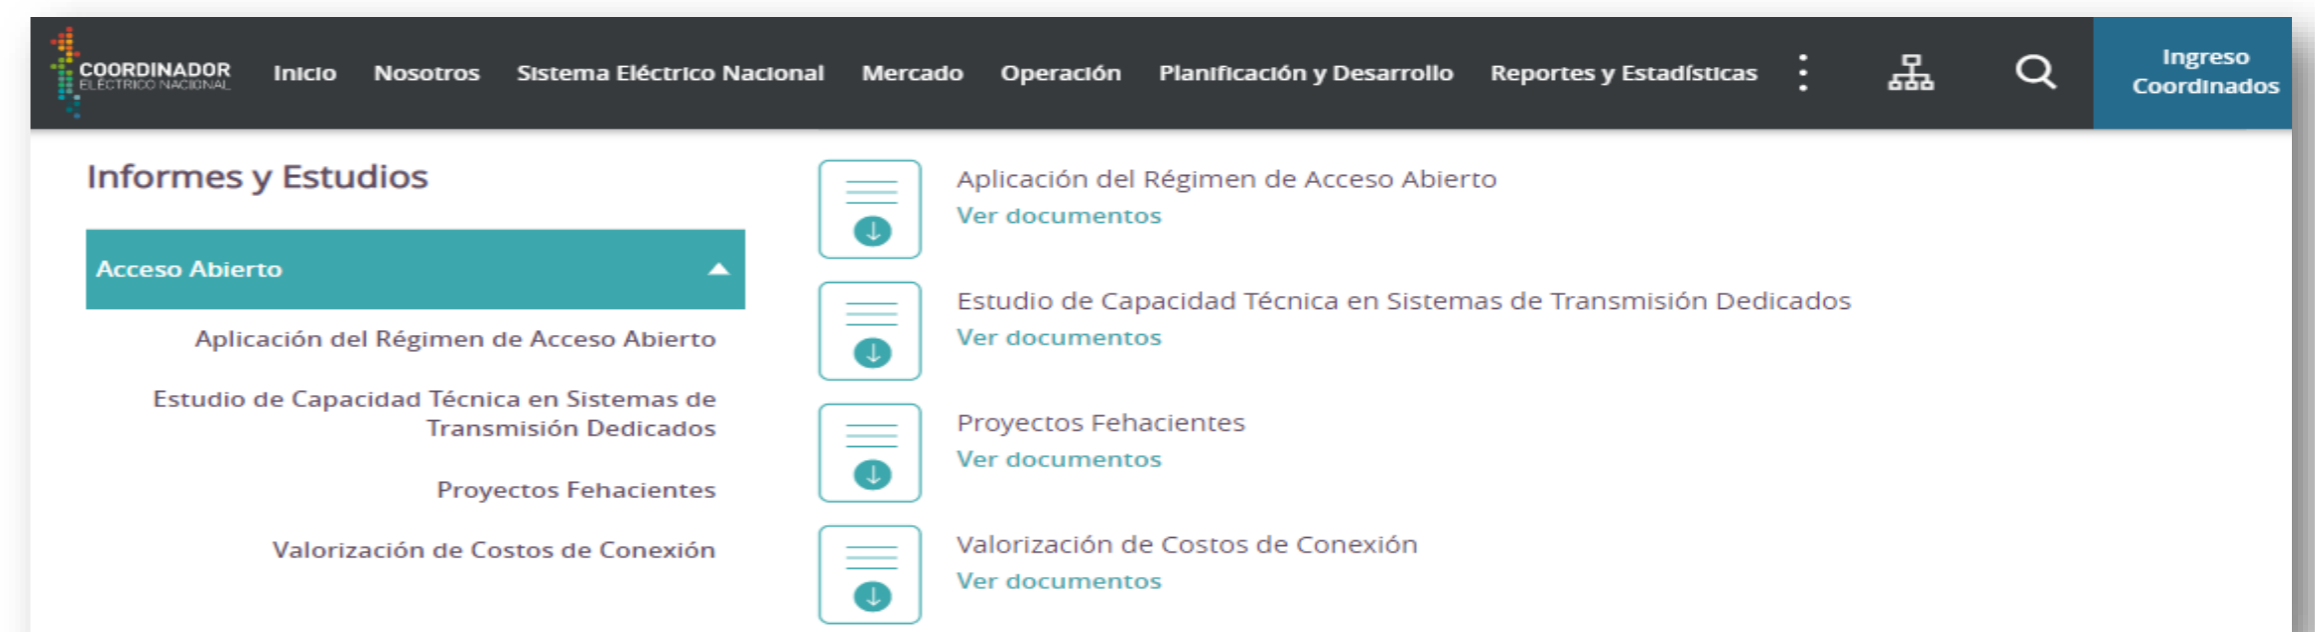 COORDINADOR
ELÉCTRICO NACIONAL
Inicio
Nosotros
Sistema Eléctrico Nacional
Mercado
Operación
Planificación y Desarrollo
Reportes y Estadísticas
Ingreso
Coordinados
Informes y Estudios
Acceso Abierto
Aplicación del Régimen de Acceso Abierto
Estudio de Capacidad Técnica en Sistemas de
Transmisión Dedicados
Proyectos Fehacientes
Valorización de Costos de Conexión
Aplicación del Régimen de Acceso Abierto
Ver documentos
Estudio de Capacidad Técnica en Sistemas de Transmisión Dedicados
Ver documentos
Proyectos Fehacientes
Ver documentos
Valorización de Costos de Conexión
Ver documentos